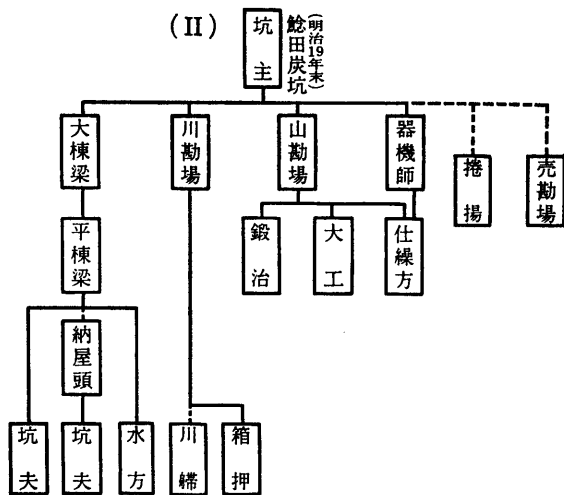 (II)
坑主
鯰田炭坑
(明治19年末)
大棟梁
川勘場
山勘場
器機師
捲揚
売勘場
平棟梁
鍛治
大工
仕繰方
納屋頭
坑夫
坑夫
水方
川艜
箱押